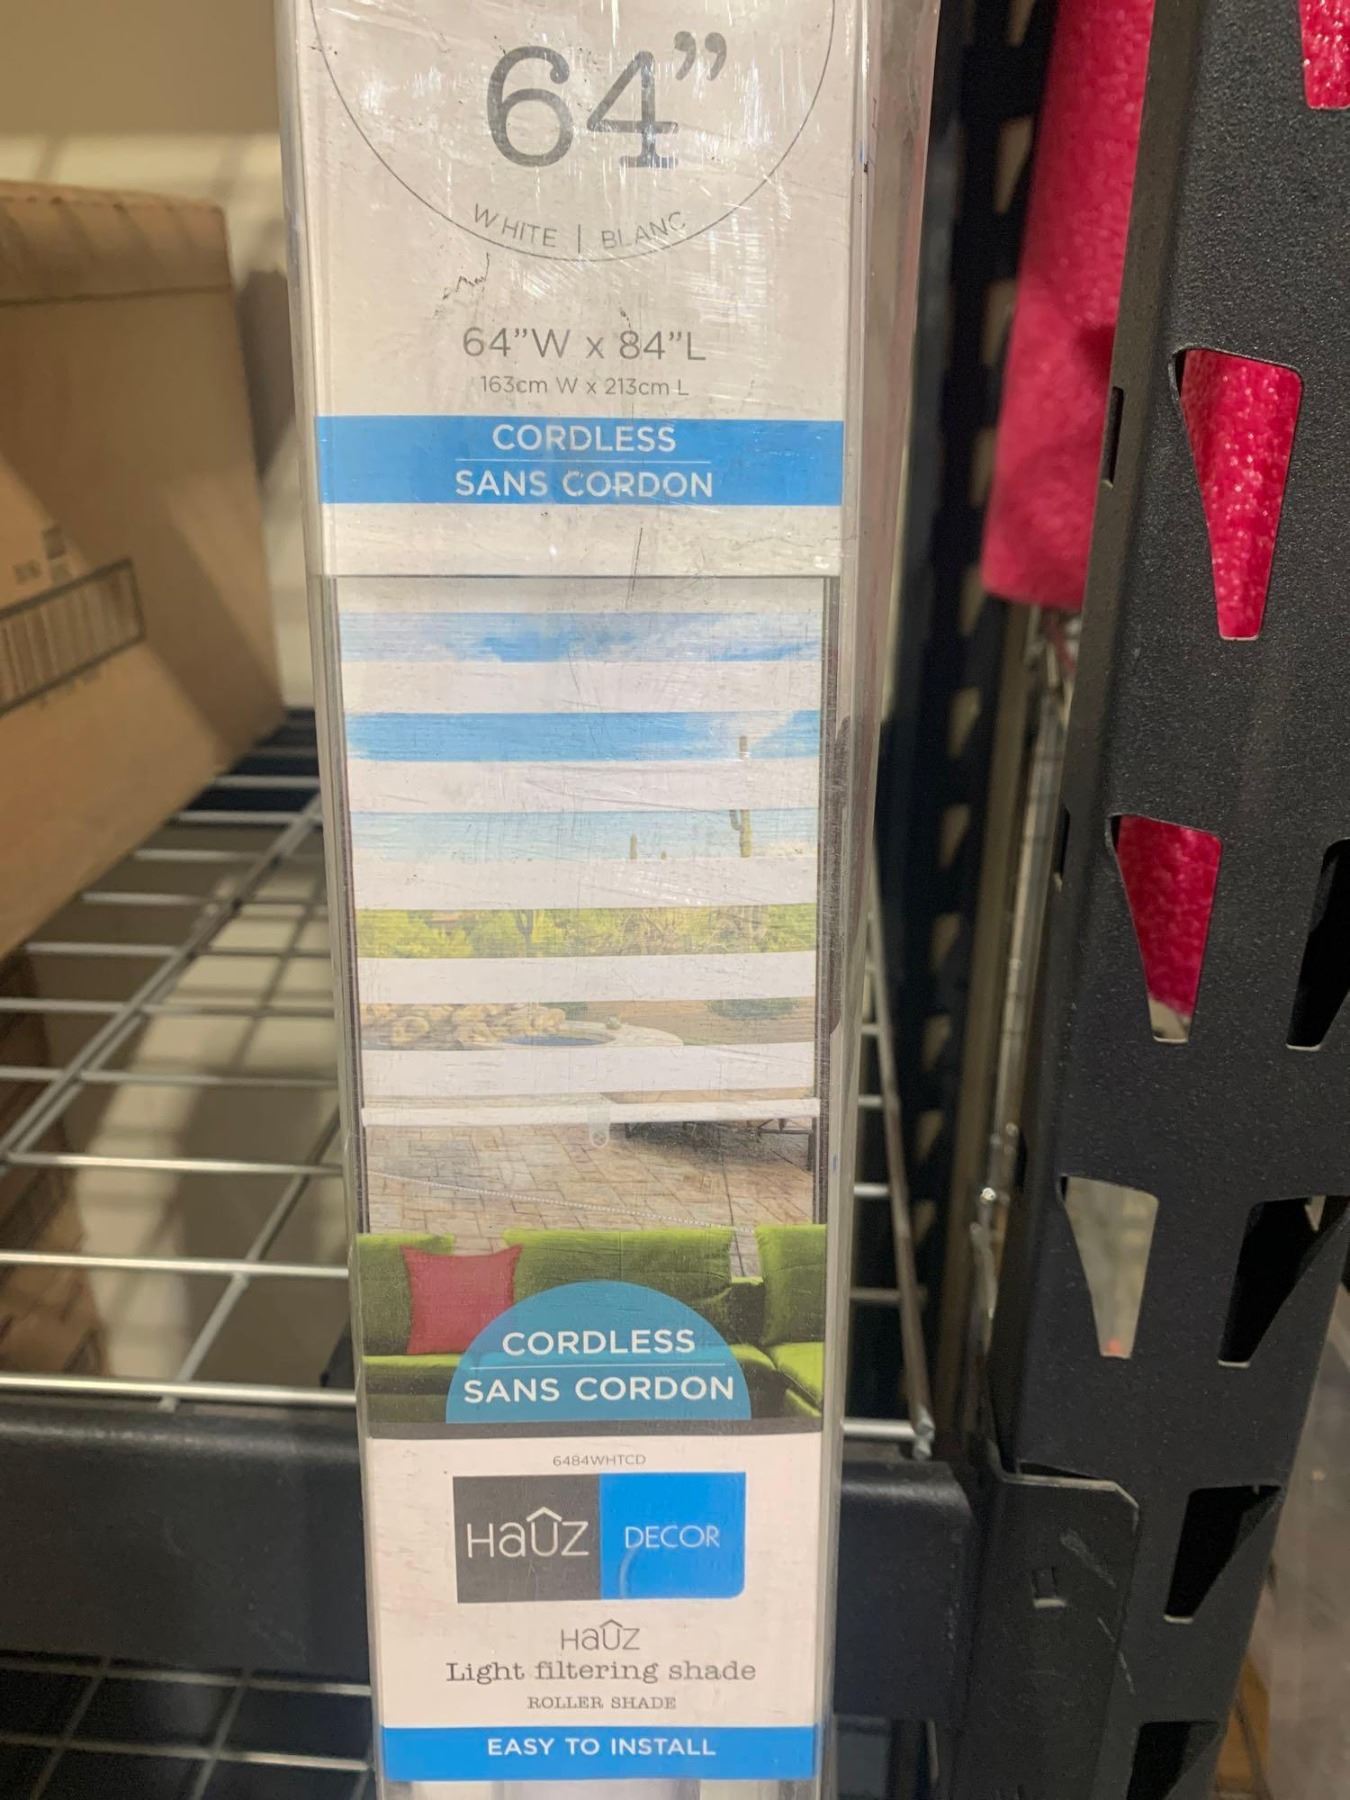 64”
WHITE | BLANC
64”W x 84”L
163cm W x 213cm L
CORDLESS
SANS CORDON
CORDLESS
SANS CORDON
6484WHTCD
HaUZ DECOR
HaUZ
Light filtering shade
ROLLER SHADE
EASY TO INSTALL